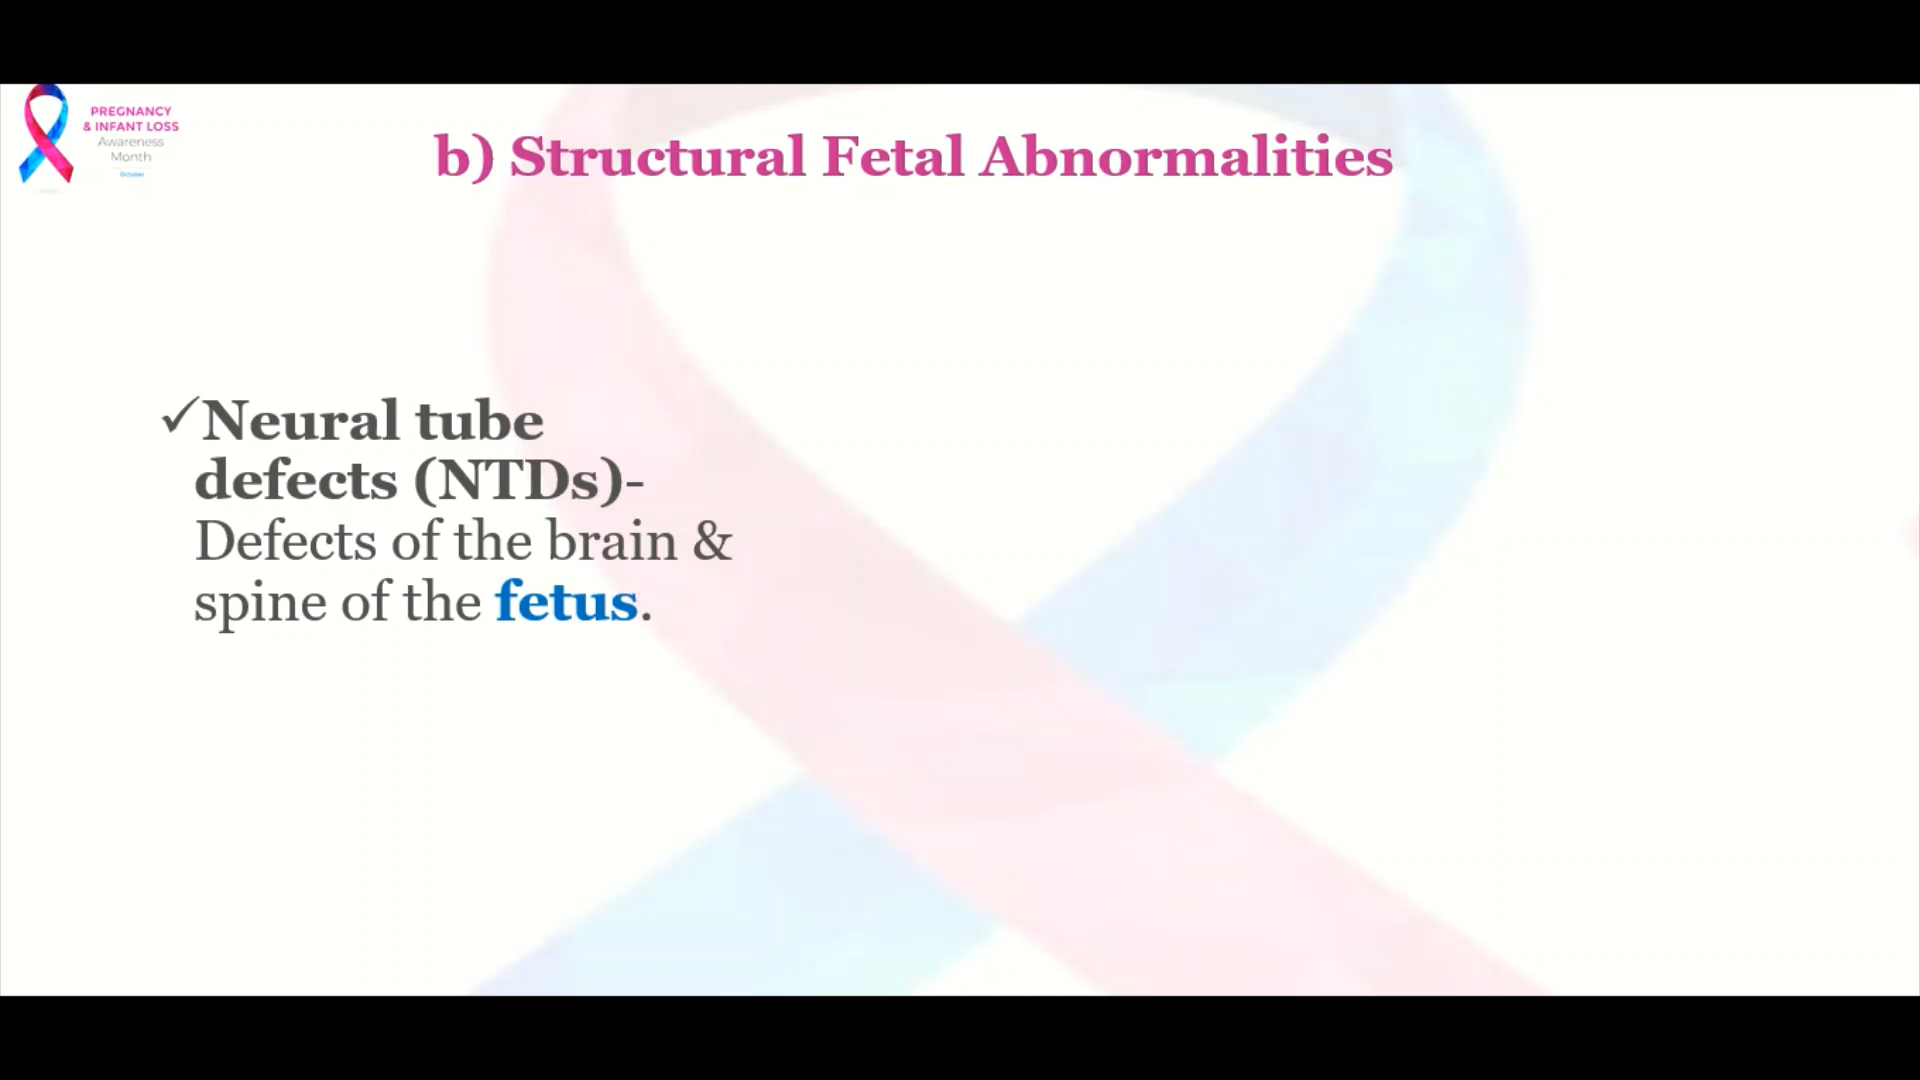 PREGNANCY
& INFANT LOSS
Awareness
Month
October
b) Structural Fetal Abnormalities
✓Neural tube
defects (NTDs)-
Defects of the brain &
spine of the fetus.